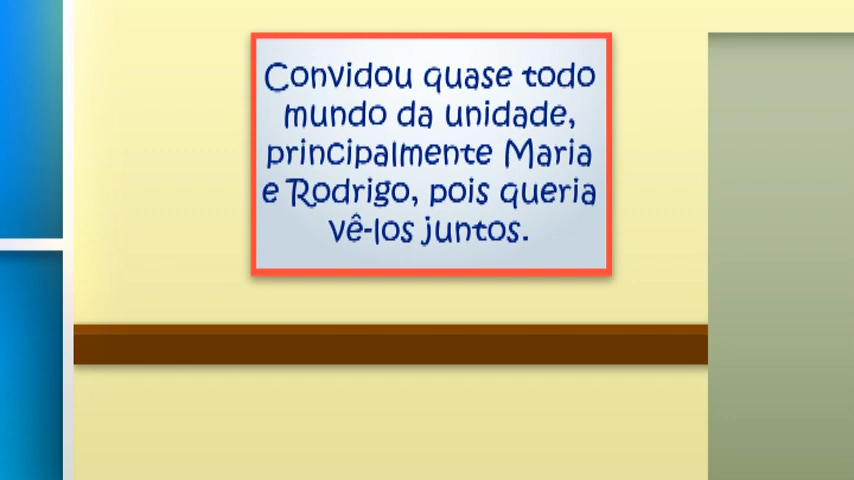 Convidou quase todo
mundo da unidade,
principalmente Maria
e Rodrigo, pois queria
vê-los juntos.